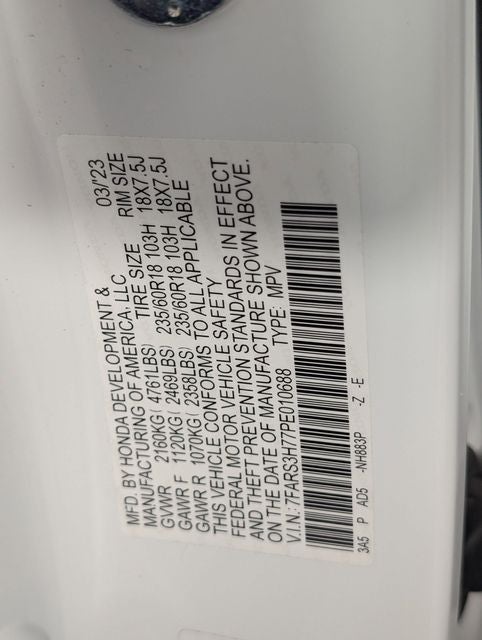 MFD. BY HONDA DEVELOPMENT & 03/'23
MANUFACTURING OF AMERICA, LLC
TIRE SIZE RIM SIZE
GVWR 2160KG( 4761LBS) 235/60R18 103H 18X7.5J
GAWR F 1120KG( 2469LBS) 235/60R18 103H 18X7.5J
GAWR R 1070KG( 2358LBS)
THIS VEHICLE CONFORMS TO ALL APPLICABLE
FEDERAL MOTOR VEHICLE SAFETY
AND THEFT PREVENTION STANDARDS IN EFFECT
ON THE DATE OF MANUFACTURE SHOWN ABOVE.
V.I.N.: 7FARS3H77PE010688 TYPE: MPV
3A5 P AD5 -NH883P -Z -E